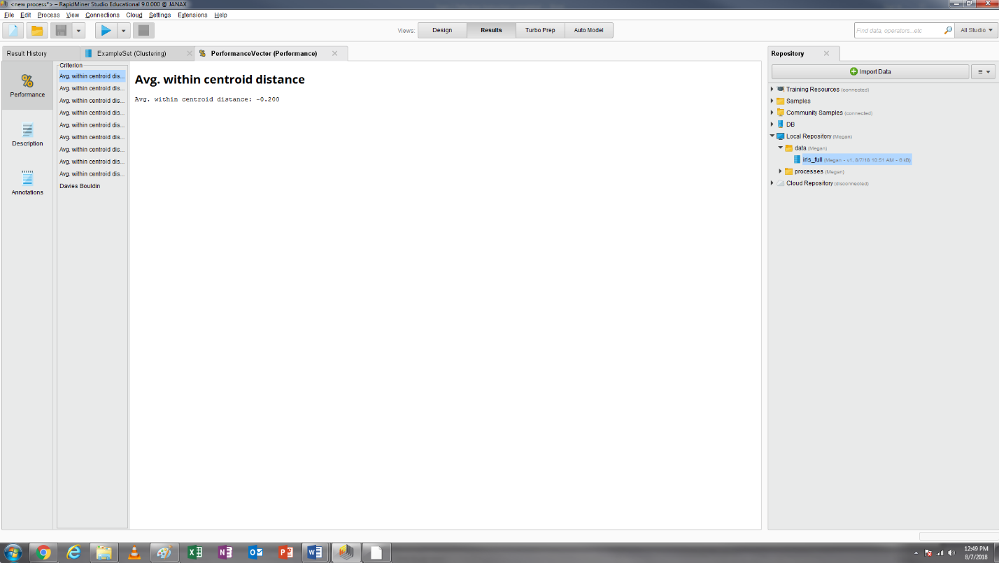 <new process*> – RapidMiner Studio Educational 9.0.000 @ JANAX
File Edit Process View Connections Cloud Settings Extensions Help
Views: Design Results Turbo Prep Auto Model
Find data, operators...etc
All Studio
Result History
ExampleSet (Clustering)
PerformanceVector (Performance)
Repository
Performance
Description
Annotations
Criterion
Avg. within centroid dis...
Avg. within centroid dis...
Avg. within centroid dis...
Avg. within centroid dis...
Avg. within centroid dis...
Avg. within centroid dis...
Avg. within centroid dis...
Avg. within centroid dis...
Avg. within centroid dis...
Davies Bouldin
Avg. within centroid distance
Avg. within centroid distance: -0.200
Import Data
Training Resources (connected)
Samples
Community Samples (connected)
DB
Local Repository (Megan)
data (Megan)
iris_full (Megan – v1, 8/7/18 10:51 AM – 6 kB)
processes (Megan)
Cloud Repository (disconnected)
12:49 PM
8/7/2018